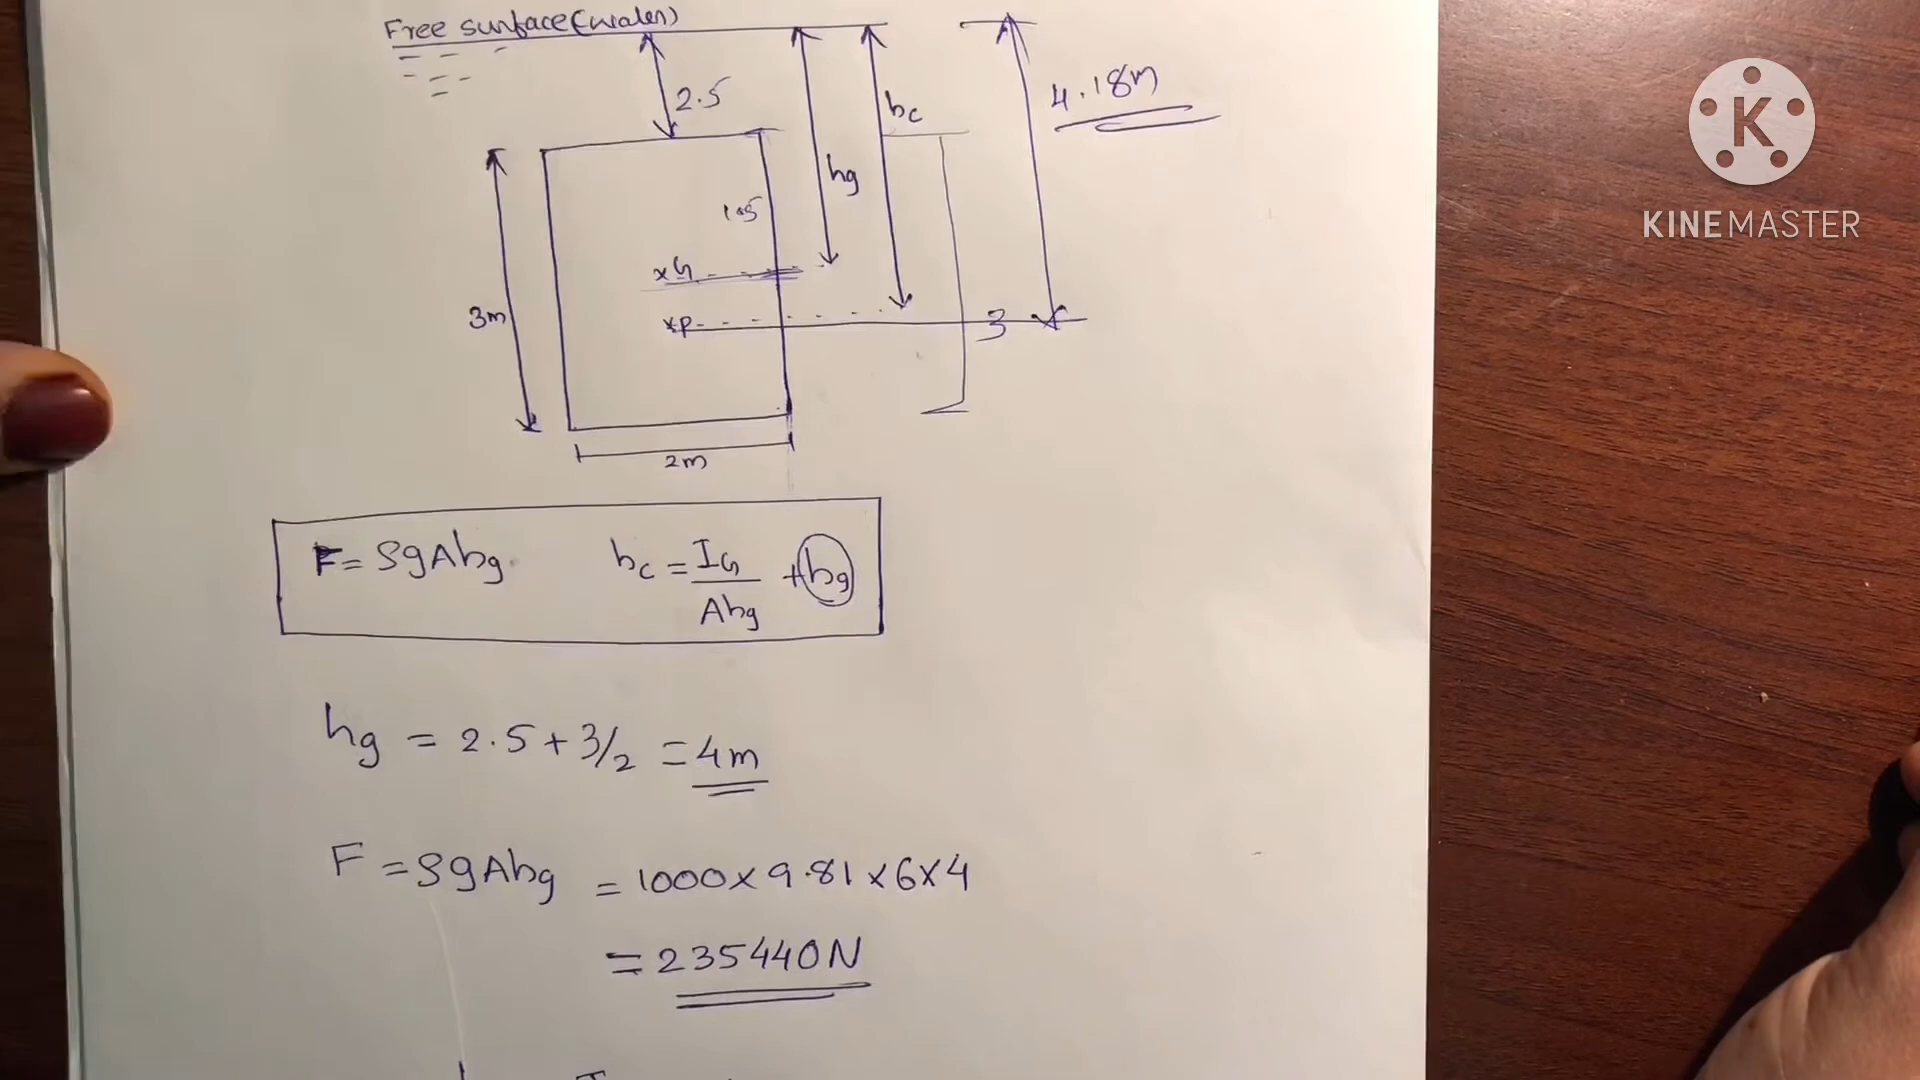 Free surface(water)
2.5
hc
4.18m
hg
1.5
xG
3m
xP
3
2m
F = ρgAhg
hc = IG/Ahg + hg
hg = 2.5 + 3/2 = 4m
F = ρgAhg = 1000 x 9.81 x 6 x 4
= 235440N
K
KINEMASTER